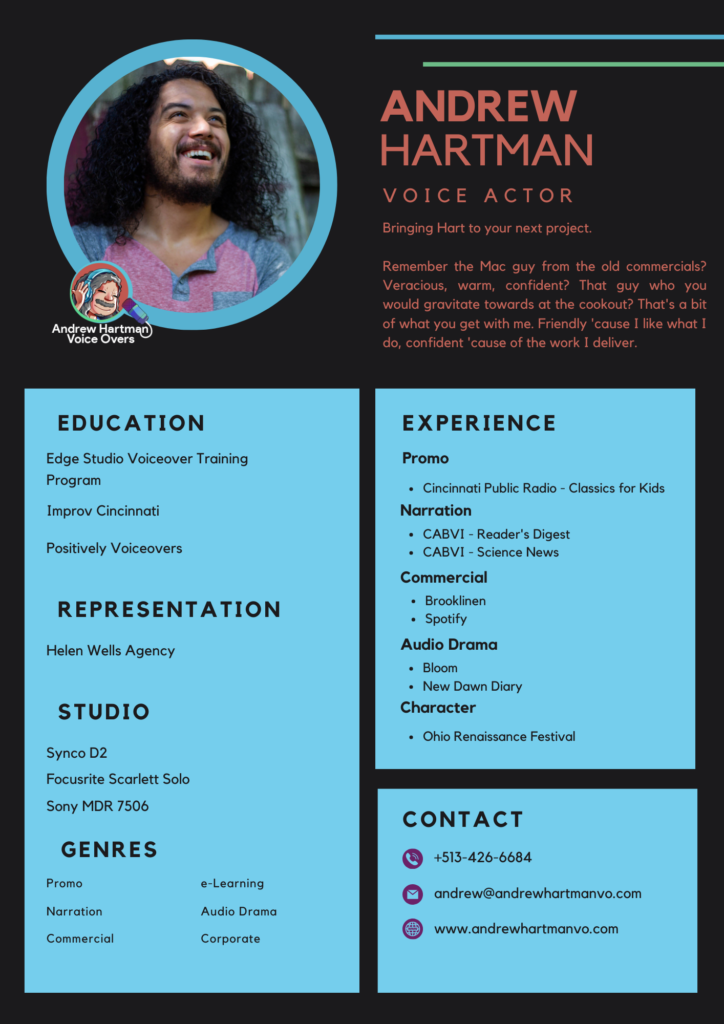 ANDREW
HARTMAN
VOICE ACTOR
Bringing Hart to your next project.
Remember the Mac guy from the old commercials?
Veracious, warm, confident? That guy who you
would gravitate towards at the cookout? That's a bit
of what you get with me. Friendly 'cause I like what I
do, confident 'cause of the work I deliver.
Andrew Hartman
Voice Overs
EDUCATION
Edge Studio Voiceover Training
Program
Improv Cincinnati
Positively Voiceovers
REPRESENTATION
Helen Wells Agency
STUDIO
Synco D2
Focusrite Scarlett Solo
Sony MDR 7506
GENRES
Promo
Narration
Commercial
e-Learning
Audio Drama
Corporate
EXPERIENCE
Promo
• Cincinnati Public Radio - Classics for Kids
Narration
• CABVI - Reader's Digest
• CABVI - Science News
Commercial
• Brooklinen
• Spotify
Audio Drama
• Bloom
• New Dawn Diary
Character
• Ohio Renaissance Festival
CONTACT
+513-426-6684
andrew@andrewhartmanvo.com
www.andrewhartmanvo.com